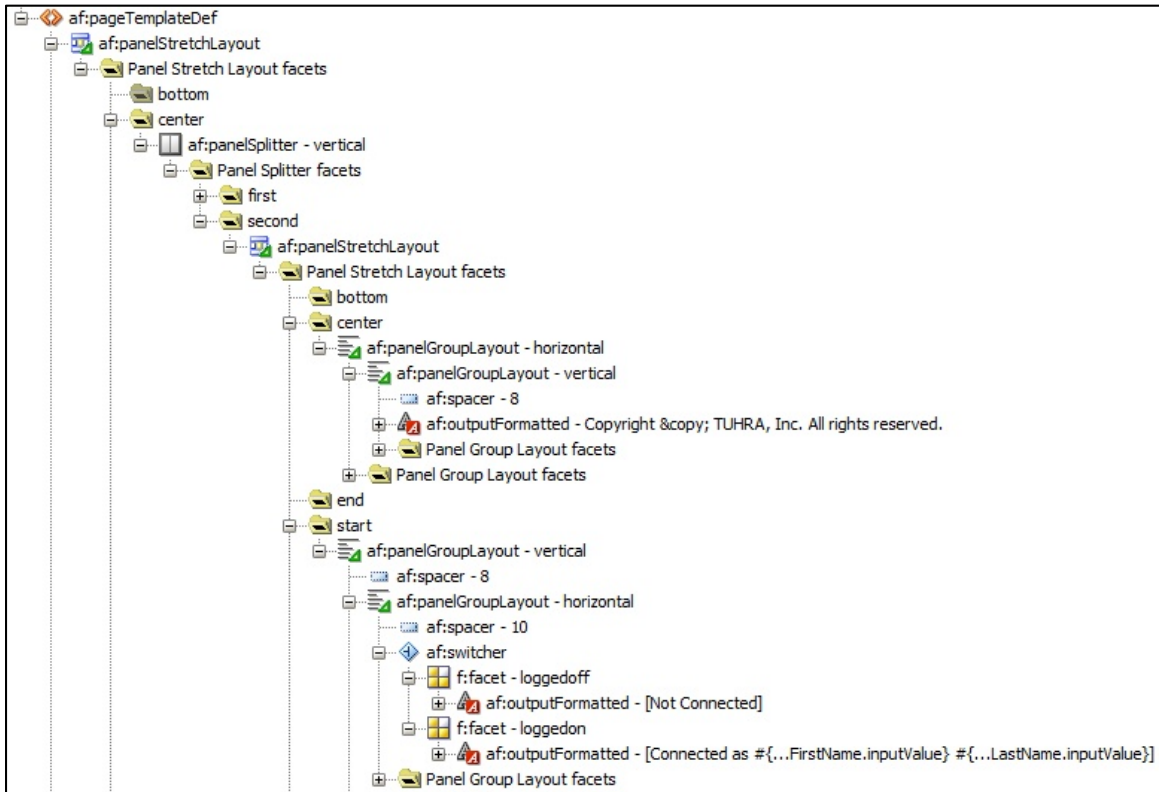 af:pageTemplateDef
af:panelStretchLayout
Panel Stretch Layout facets
bottom
center
af:panelSplitter - vertical
Panel Splitter facets
first
second
af:panelStretchLayout
Panel Stretch Layout facets
bottom
center
af:panelGroupLayout - horizontal
af:panelGroupLayout - vertical
af:spacer - 8
af:outputFormatted - Copyright &copy; TUHRA, Inc. All rights reserved.
Panel Group Layout facets
Panel Group Layout facets
end
start
af:panelGroupLayout - vertical
af:spacer - 8
af:panelGroupLayout - horizontal
af:spacer - 10
af:switcher
f:facet - loggedoff
af:outputFormatted - [Not Connected]
f:facet - loggedon
af:outputFormatted - [Connected as #{...FirstName.inputValue} #{...LastName.inputValue}]
Panel Group Layout facets